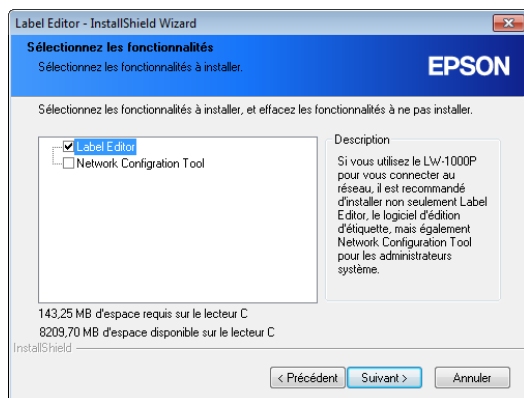 Label Editor - InstallShield Wizard
Sélectionnez les fonctionnalités
Sélectionnez les fonctionnalités à installer.
EPSON
Sélectionnez les fonctionnalités à installer, et effacez les fonctionnalités à ne pas installer.
Label Editor
Network Configration Tool
Description
Si vous utilisez le LW-1000P
pour vous connecter au
réseau, il est recommandé
d'installer non seulement Label
Editor, le logiciel d'édition
d'étiquette, mais également
Network Configuration Tool
pour les administrateurs
système.
143,25 MB d'espace requis sur le lecteur C
8209,70 MB d'espace disponible sur le lecteur C
InstallShield
< Précédent
Suivant >
Annuler